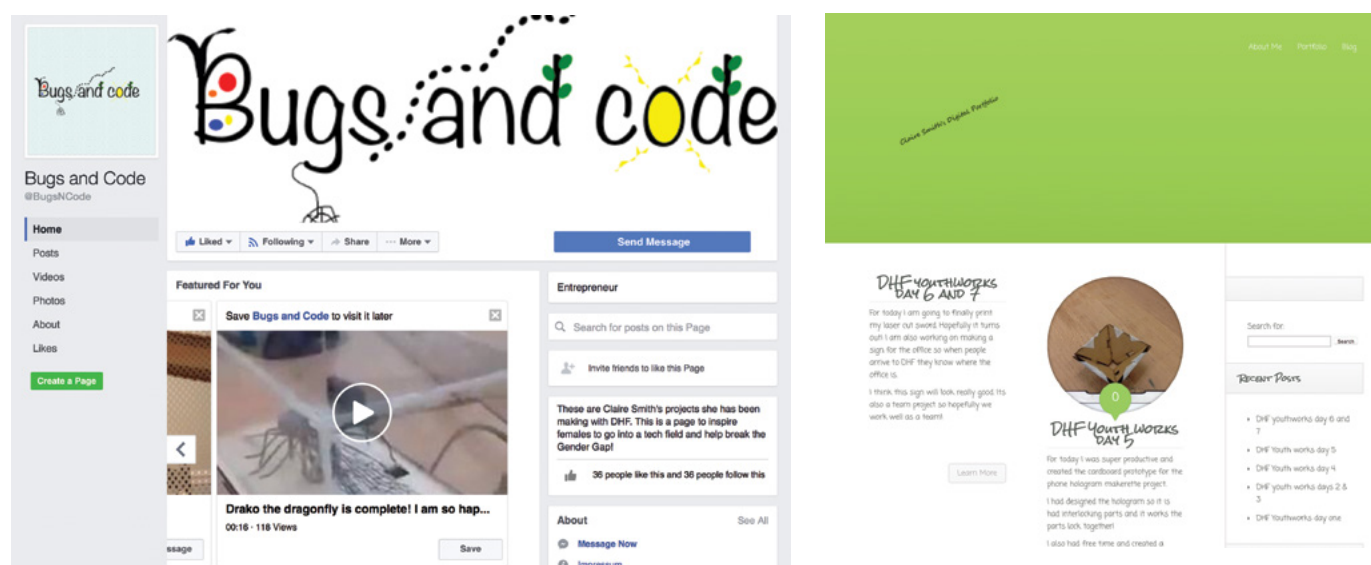 Bugs and code
Bugs and Code
@BugsNCode
Home
Posts
Videos
Photos
About
Likes
Create a Page
Bugs and code
Liked
Following
Share
More
Send Message
Featured For You
Save Bugs and Code to visit it later
Drako the dragonfly is complete! I am so hap...
00:16 · 118 Views
ssage
Save
Entrepreneur
Search for posts on this Page
Invite friends to like this Page
These are Claire Smith's projects she has been
making with DHF. This is a page to inspire
females to go into a tech field and help break the
Gender Gap!
36 people like this and 36 people follow this
About
See All
Message Now
Impressum
About Me
Portfolio
Blog
Claire Smith's Digital Portfolio
DHF youthworks
day 6 and 7
For today I am going to finally print
my laser cut sword. Hopefully it turns
out! I am also working on making a
sign for the office so when people
arrive to DHF they know where the
office is.
I think this sign will look really good. Its
also a team project so hopefully we
work well as a team!
Learn More
0
DHF Youth works
day 5
For today I was super productive and
created the cardboard prototype for the
phone hologram makerette project.
I had designed the hologram so it is
had interlocking parts and it works the
parts lock together!
I also had free time and created a
Search for:
Search
Recent Posts
DHF youthworks day 6 and
7
DHF Youth works day 5
DHF Youth works day 4
DHF youth works days 2 &
3
DHF Youthworks day one